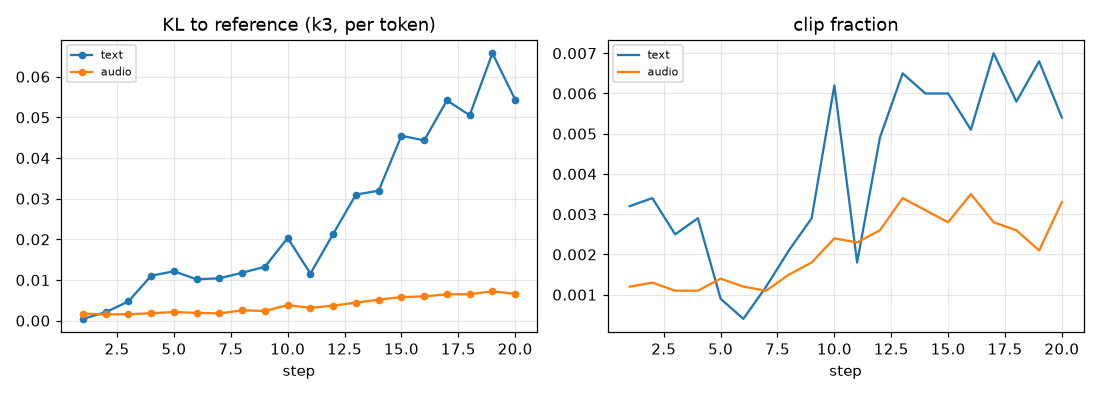 KL to reference (k3, per token)
text
audio
0.06
0.05
0.04
0.03
0.02
0.01
0.00
2.5 5.0 7.5 10.0 12.5 15.0 17.5 20.0
step
clip fraction
text
audio
0.007
0.006
0.005
0.004
0.003
0.002
0.001
2.5 5.0 7.5 10.0 12.5 15.0 17.5 20.0
step